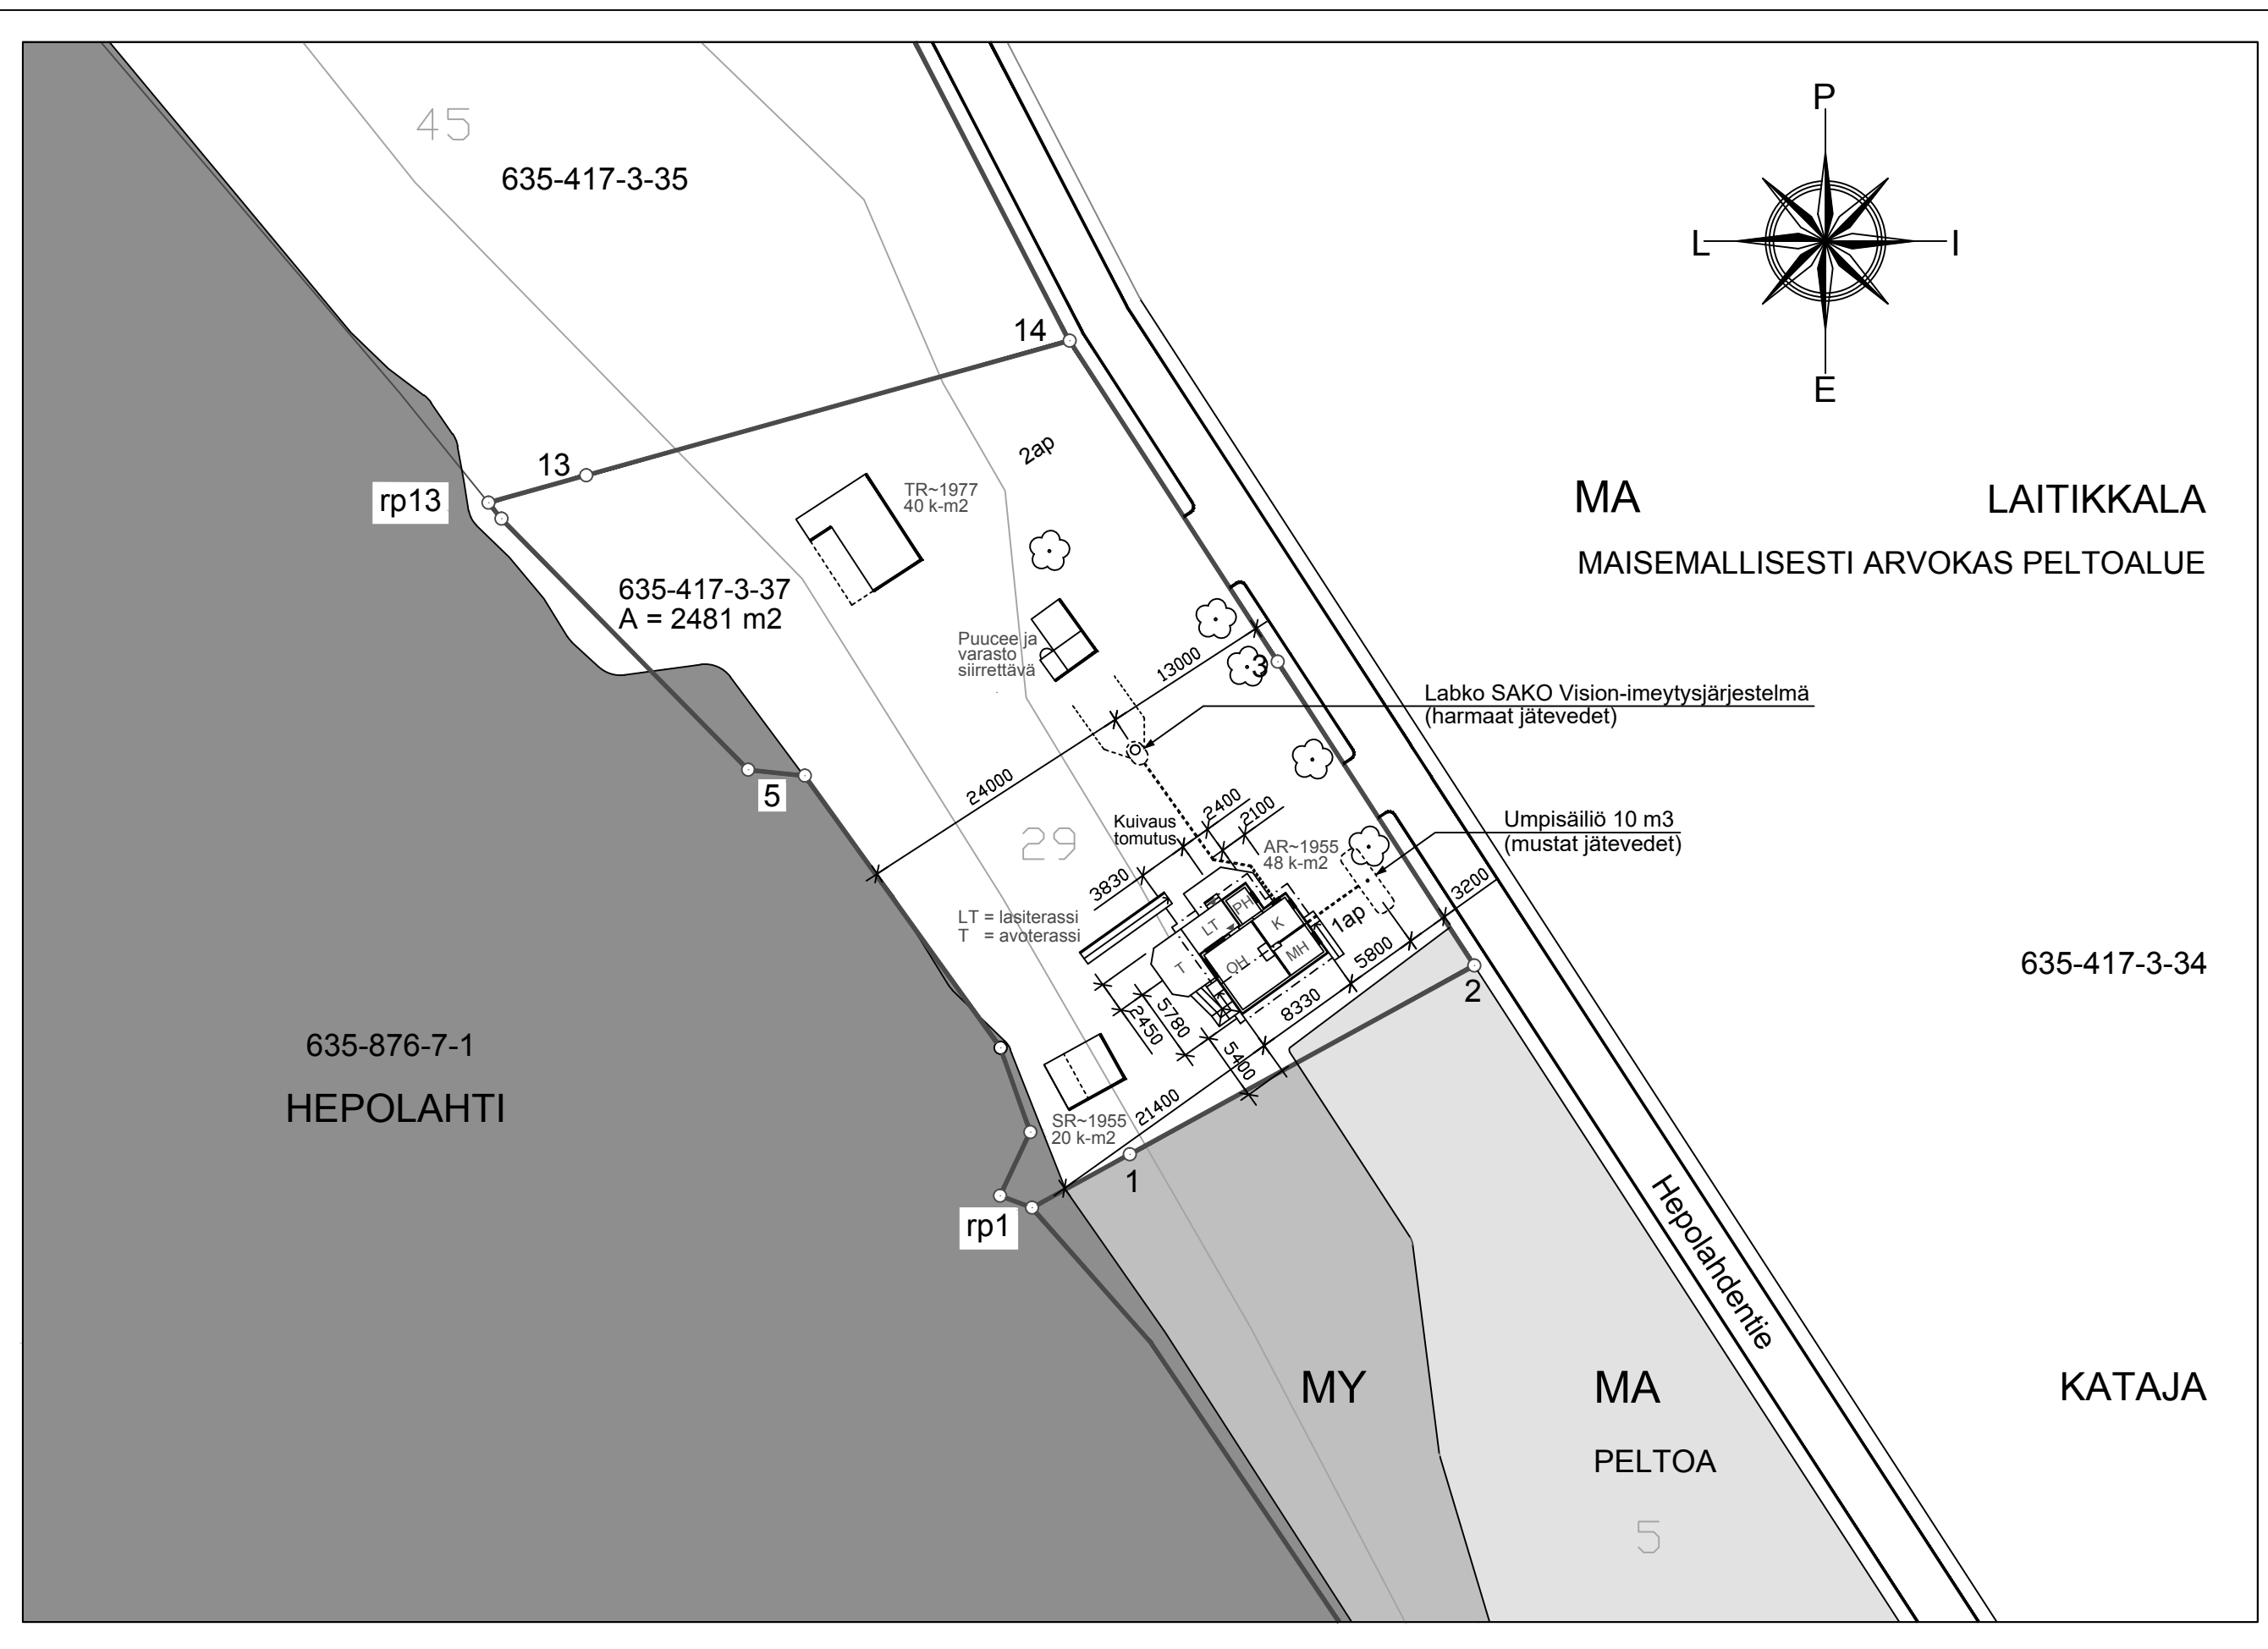 P
L
I
E
45
635-417-3-35
14
13
rp13
2ap
TR~1977
40 k-m2
MA
LAITIKKALA
MAISEMALLISESTI ARVOKAS PELTOALUE
635-417-3-37
A = 2481 m2
Puucee ja
varasto
siirrettävä
13000
3
Labko SAKO Vision-imeytysjärjestelmä
(harmaat jätevedet)
5
24000
29
Kuivaus
tomutus
2400
2100
AR~1955
48 k-m2
Umpisäiliö 10 m3
(mustat jätevedet)
3830
3200
LT = lasiterassi
T = avoterassi
LT
PH
K
1ap
T
OH
MH
5800
2
8330
5780
2450
5400
21400
SR~1955
20 k-m2
1
rp1
635-417-3-34
635-876-7-1
HEPOLAHTI
Hepolahdentie
MY
MA
KATAJA
PELTOA
5